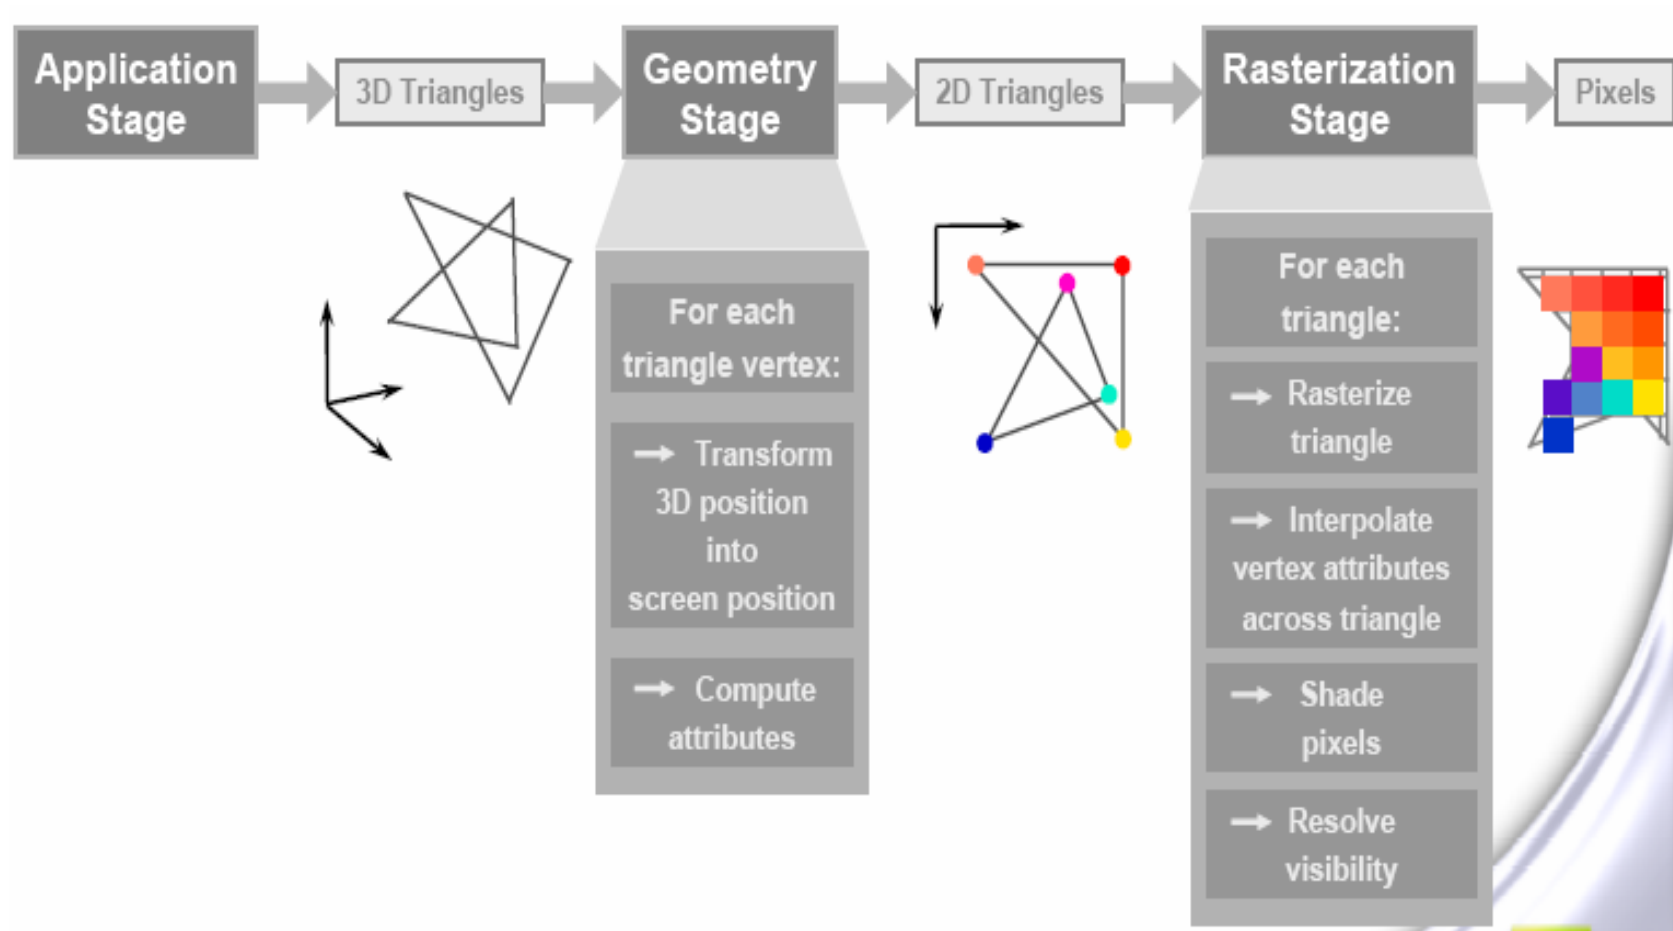 Application
Stage
3D Triangles
Geometry
Stage
2D Triangles
Rasterization
Stage
Pixels
For each
triangle vertex:
→ Transform
3D position
into
screen position
→ Compute
attributes
For each
triangle:
→ Rasterize
triangle
→ Interpolate
vertex attributes
across triangle
→ Shade
pixels
→ Resolve
visibility